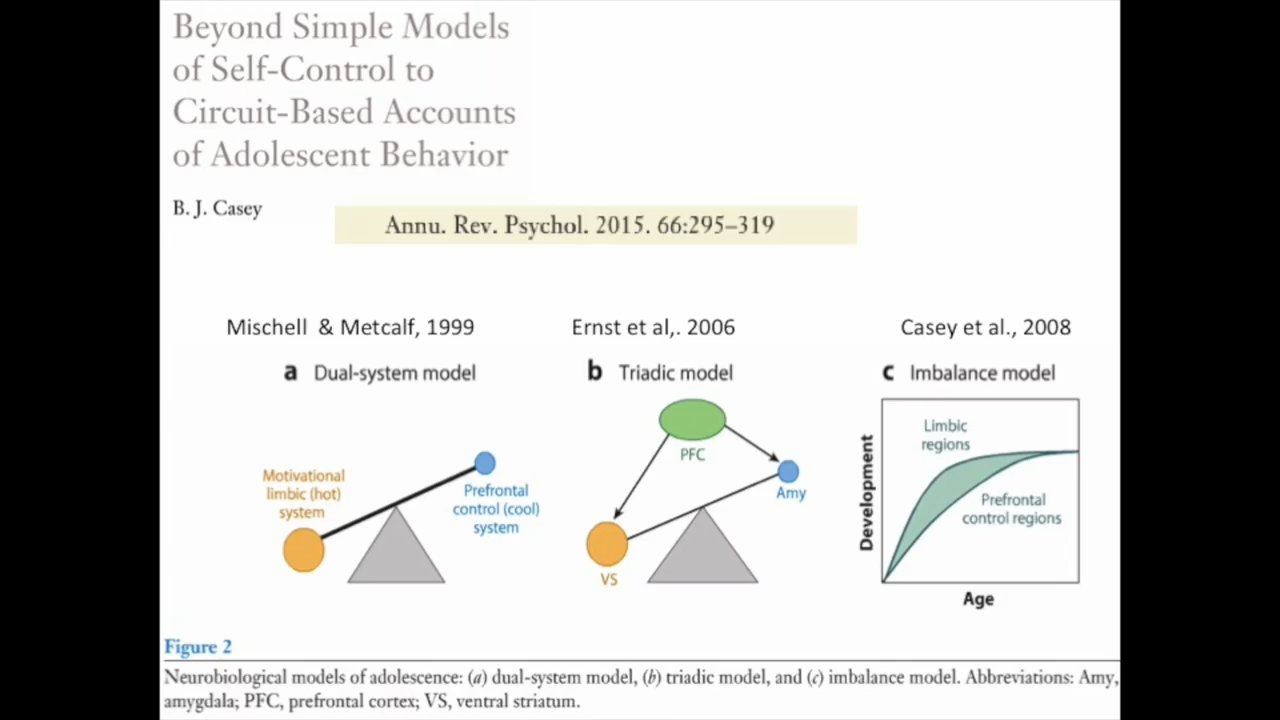 Beyond Simple Models
of Self-Control to
Circuit-Based Accounts
of Adolescent Behavior
B. J. Casey
Annu. Rev. Psychol. 2015. 66:295–319
Mischell & Metcalf, 1999
Ernst et al,. 2006
Casey et al., 2008
a Dual-system model
b Triadic model
c Imbalance model
Motivational
limbic (hot)
system
Prefrontal
control (cool)
system
PFC
Amy
VS
Development
Limbic
regions
Prefrontal
control regions
Age
Figure 2
Neurobiological models of adolescence: (a) dual-system model, (b) triadic model, and (c) imbalance model. Abbreviations: Amy,
amygdala; PFC, prefrontal cortex; VS, ventral striatum.